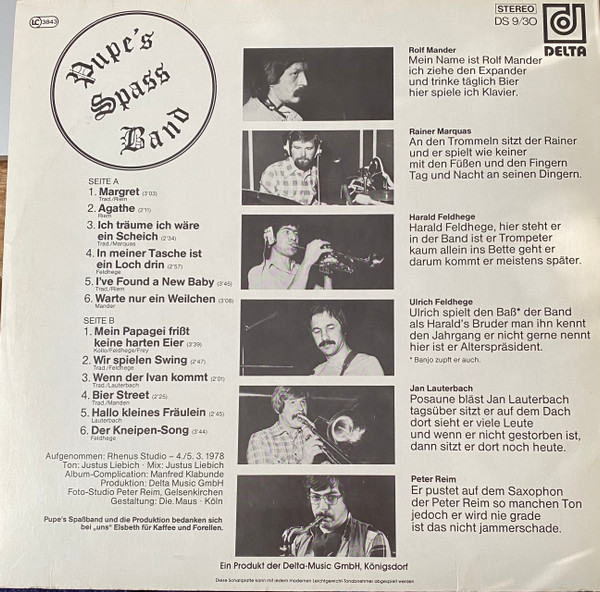 LC 3843
STEREO
DS 9/30
DELTA
Pupe's
Spass
Band
SEITE A
1. Margret (3'03)
Trad./Riem
2. Agathe (2'11)
Riem
3. Ich träume ich wäre
ein Scheich (2'34)
Trad./Marquas
4. In meiner Tasche ist
ein Loch drin (2'57)
Feldhege
5. I've Found a New Baby (3'45)
Trad./Riem
6. Warte nur ein Weilchen (3'08)
Mander
SEITE B
1. Mein Papagei frißt
keine harten Eier (3'39)
Kollo/Feldhege/Frey
2. Wir spielen Swing (2'47)
Trad./Feldhege
3. Wenn der Ivan kommt (2'01)
Trad./Lauterbach
4. Bier Street (2'25)
Trad./Manden
5. Hallo kleines Fräulein (2'45)
Lauterbach
6. Der Kneipen-Song (3'44)
Feldhege
Aufgenommen: Rhenus Studio – 4./5. 3. 1978
Ton: Justus Liebich · Mix: Justus Liebich
Album-Complication: Manfred Klabunde
Produktion: Delta Music GmbH
Foto-Studio Peter Reim, Gelsenkirchen
Gestaltung: Die Maus · Köln
Pupe's Spaßband und die Produktion bedanken sich
bei „uns" Elsbeth für Kaffee und Forellen.
Rolf Mander
Mein Name ist Rolf Mander
ich ziehe den Expander
und trinke täglich Bier
hier spiele ich Klavier.
Rainer Marquas
An den Trommeln sitzt der Rainer
und er spielt wie keiner
mit den Füßen und den Fingern
Tag und Nacht an seinen Dingern.
Harald Feldhege
Harald Feldhege, hier steht er
in der Band ist er Trompeter
kaum allein ins Bette geht er
darum kommt er meistens später.
Ulrich Feldhege
Ulrich spielt den Baß* der Band
als Harald's Bruder man ihn kennt
den Jahrgang er nicht gerne nennt
hier ist er Alterspräsident.
* Banjo zupft er auch.
Jan Lauterbach
Posaune bläst Jan Lauterbach
tagsüber sitzt er auf dem Dach
dort sieht er viele Leute
und wenn er nicht gestorben ist,
dann sitzt er dort noch heute.
Peter Reim
Er pustet auf dem Saxophon
der Peter Reim so manchen Ton
jedoch er wird nie grade
ist das nicht jammerschade.
Ein Produkt der Delta-Music GmbH, Königsdorf
Diese Schallplatte kann mit jedem modernen Leichtgewicht-Tonabnehmer abgespielt werden